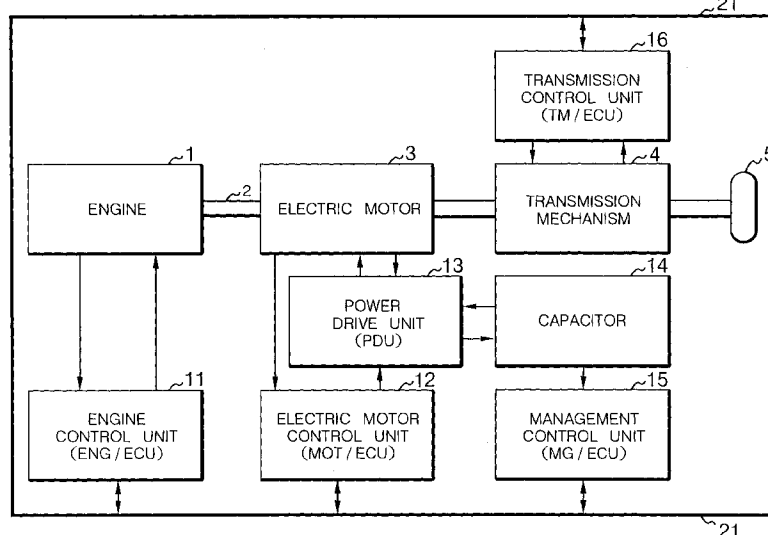 21
16
TRANSMISSION
CONTROL UNIT
(TM/ECU)
1
3
4
5
ENGINE
2
ELECTRIC MOTOR
TRANSMISSION
MECHANISM
13
14
POWER
DRIVE UNIT
(PDU)
CAPACITOR
11
12
15
ENGINE
CONTROL UNIT
(ENG/ECU)
ELECTRIC MOTOR
CONTROL UNIT
(MOT/ECU)
MANAGEMENT
CONTROL UNIT
(MG/ECU)
21